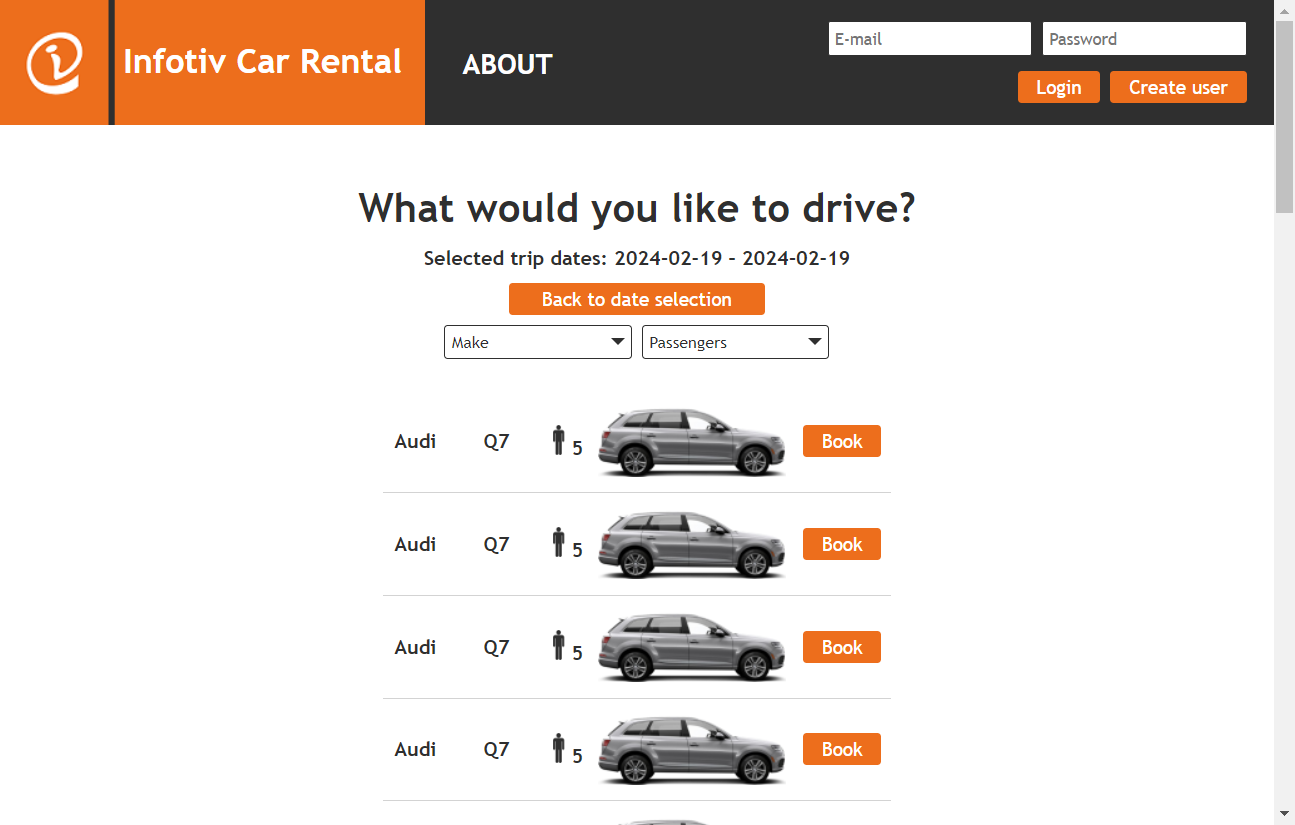 Infotiv Car Rental
ABOUT
E-mail
Password
Login
Create user
What would you like to drive?
Selected trip dates: 2024-02-19 - 2024-02-19
Back to date selection
Make
Passengers
Audi Q7 5 Book
Audi Q7 5 Book
Audi Q7 5 Book
Audi Q7 5 Book